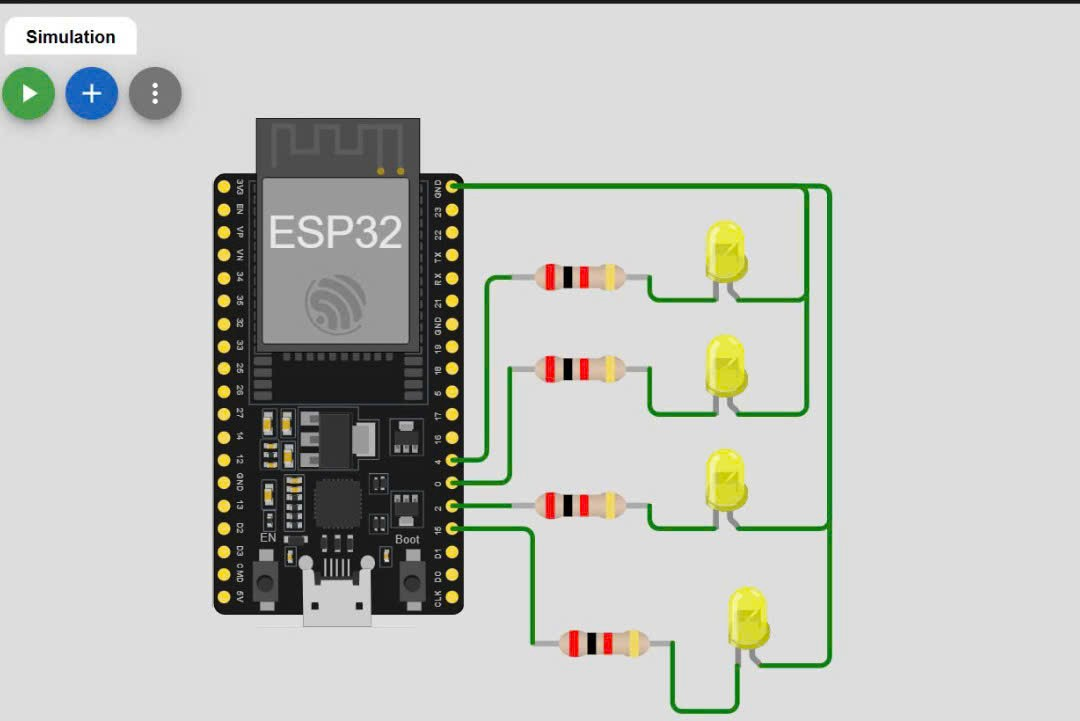 Simulation
ESP32
3V3
EN
VP
VN
34
35
32
33
25
26
27
14
12
GND
13
D2
D3
CMD
5V
GND
23
22
TX
RX
21
GND
19
18
5
17
16
4
0
2
15
D1
D0
CLK
EN
Boot